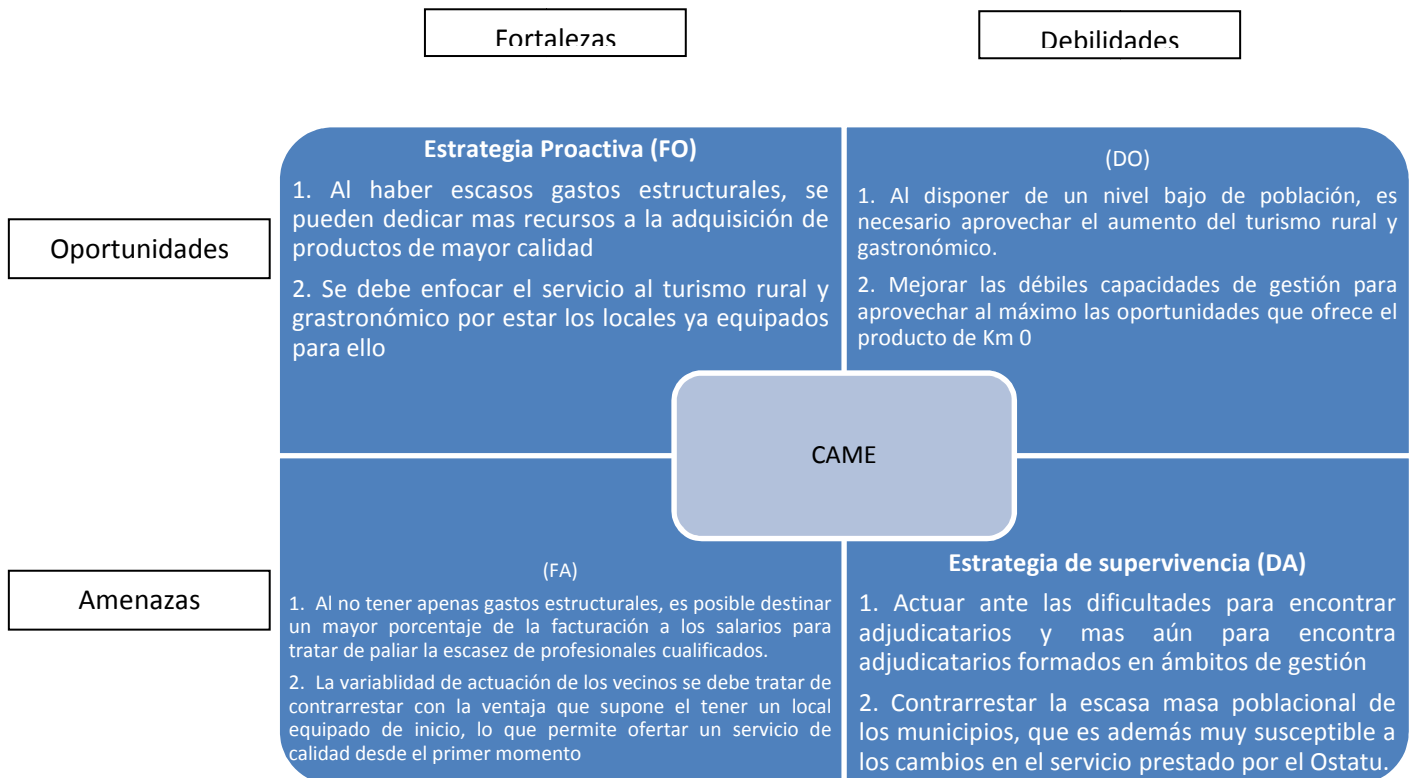 Fortalezas
Debilidades
Oportunidades
Estrategia Proactiva (FO)
1. Al haber escasos gastos estructurales, se
pueden dedicar mas recursos a la adquisición de
productos de mayor calidad
2. Se debe enfocar el servicio al turismo rural y
grastronómico por estar los locales ya equipados
para ello
(DO)
1. Al disponer de un nivel bajo de población, es
necesario aprovechar el aumento del turismo rural y
gastronómico.
2. Mejorar las débiles capacidades de gestión para
aprovechar al máximo las oportunidades que ofrece el
producto de Km 0
CAME
Amenazas
(FA)
1. Al no tener apenas gastos estructurales, es posible destinar
un mayor porcentaje de la facturación a los salarios para
tratar de paliar la escasez de profesionales cualificados.
2. La variablidad de actuación de los vecinos se debe tratar de
contrarrestar con la ventaja que supone el tener un local
equipado de inicio, lo que permite ofertar un servicio de
calidad desde el primer momento
Estrategia de supervivencia (DA)
1. Actuar ante las dificultades para encontrar
adjudicatarios y mas aún para encontra
adjudicatarios formados en ámbitos de gestión
2. Contrarrestar la escasa masa poblacional de
los municipios, que es además muy susceptible a
los cambios en el servicio prestado por el Ostatu.